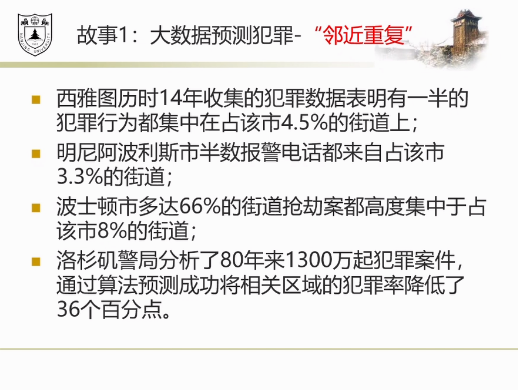 故事1：大数据预测犯罪-“邻近重复”
西雅图历时14年收集的犯罪数据表明有一半的
犯罪行为都集中在占该市4.5%的街道上；
明尼阿波利斯市半数报警电话都来自占该市
3.3%的街道；
波士顿市多达66%的街道抢劫案都高度集中于占
该市8%的街道；
洛杉矶警局分析了80年来1300万起犯罪案件，
通过算法预测成功将相关区域的犯罪率降低了
36个百分点。